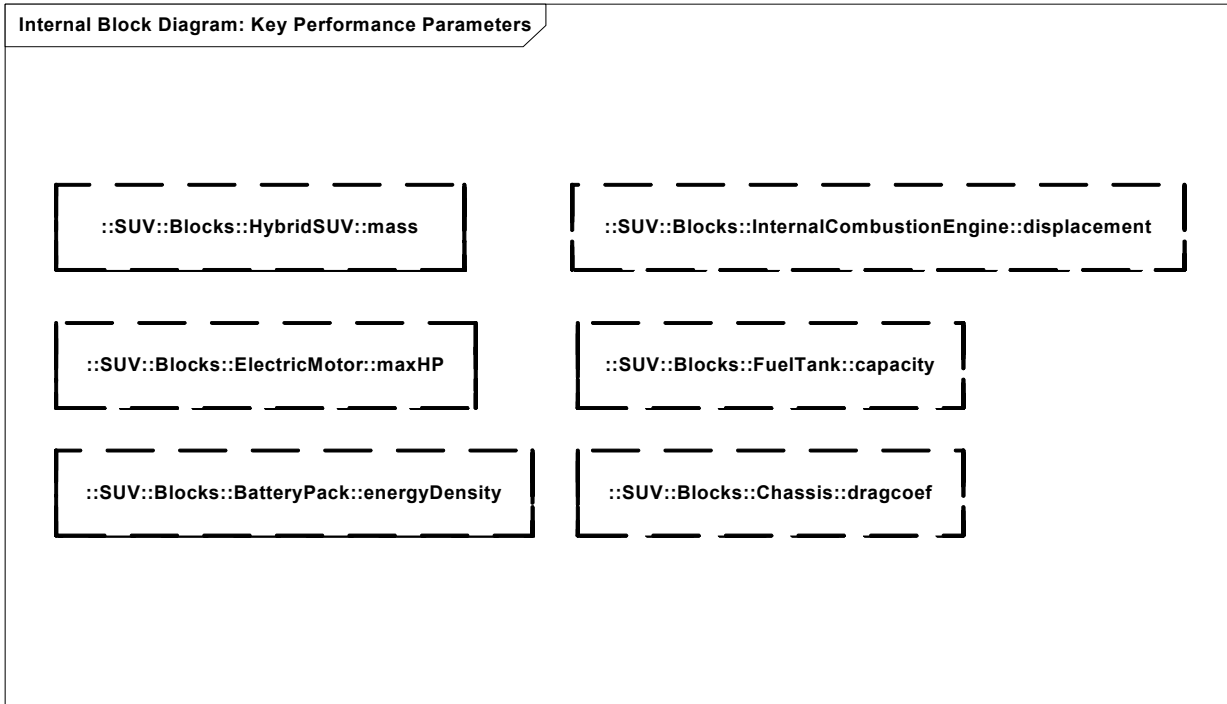 Internal Block Diagram: Key Performance Parameters
::SUV::Blocks::HybridSUV::mass
::SUV::Blocks::InternalCombustionEngine::displacement
::SUV::Blocks::ElectricMotor::maxHP
::SUV::Blocks::FuelTank::capacity
::SUV::Blocks::BatteryPack::energyDensity
::SUV::Blocks::Chassis::dragcoef